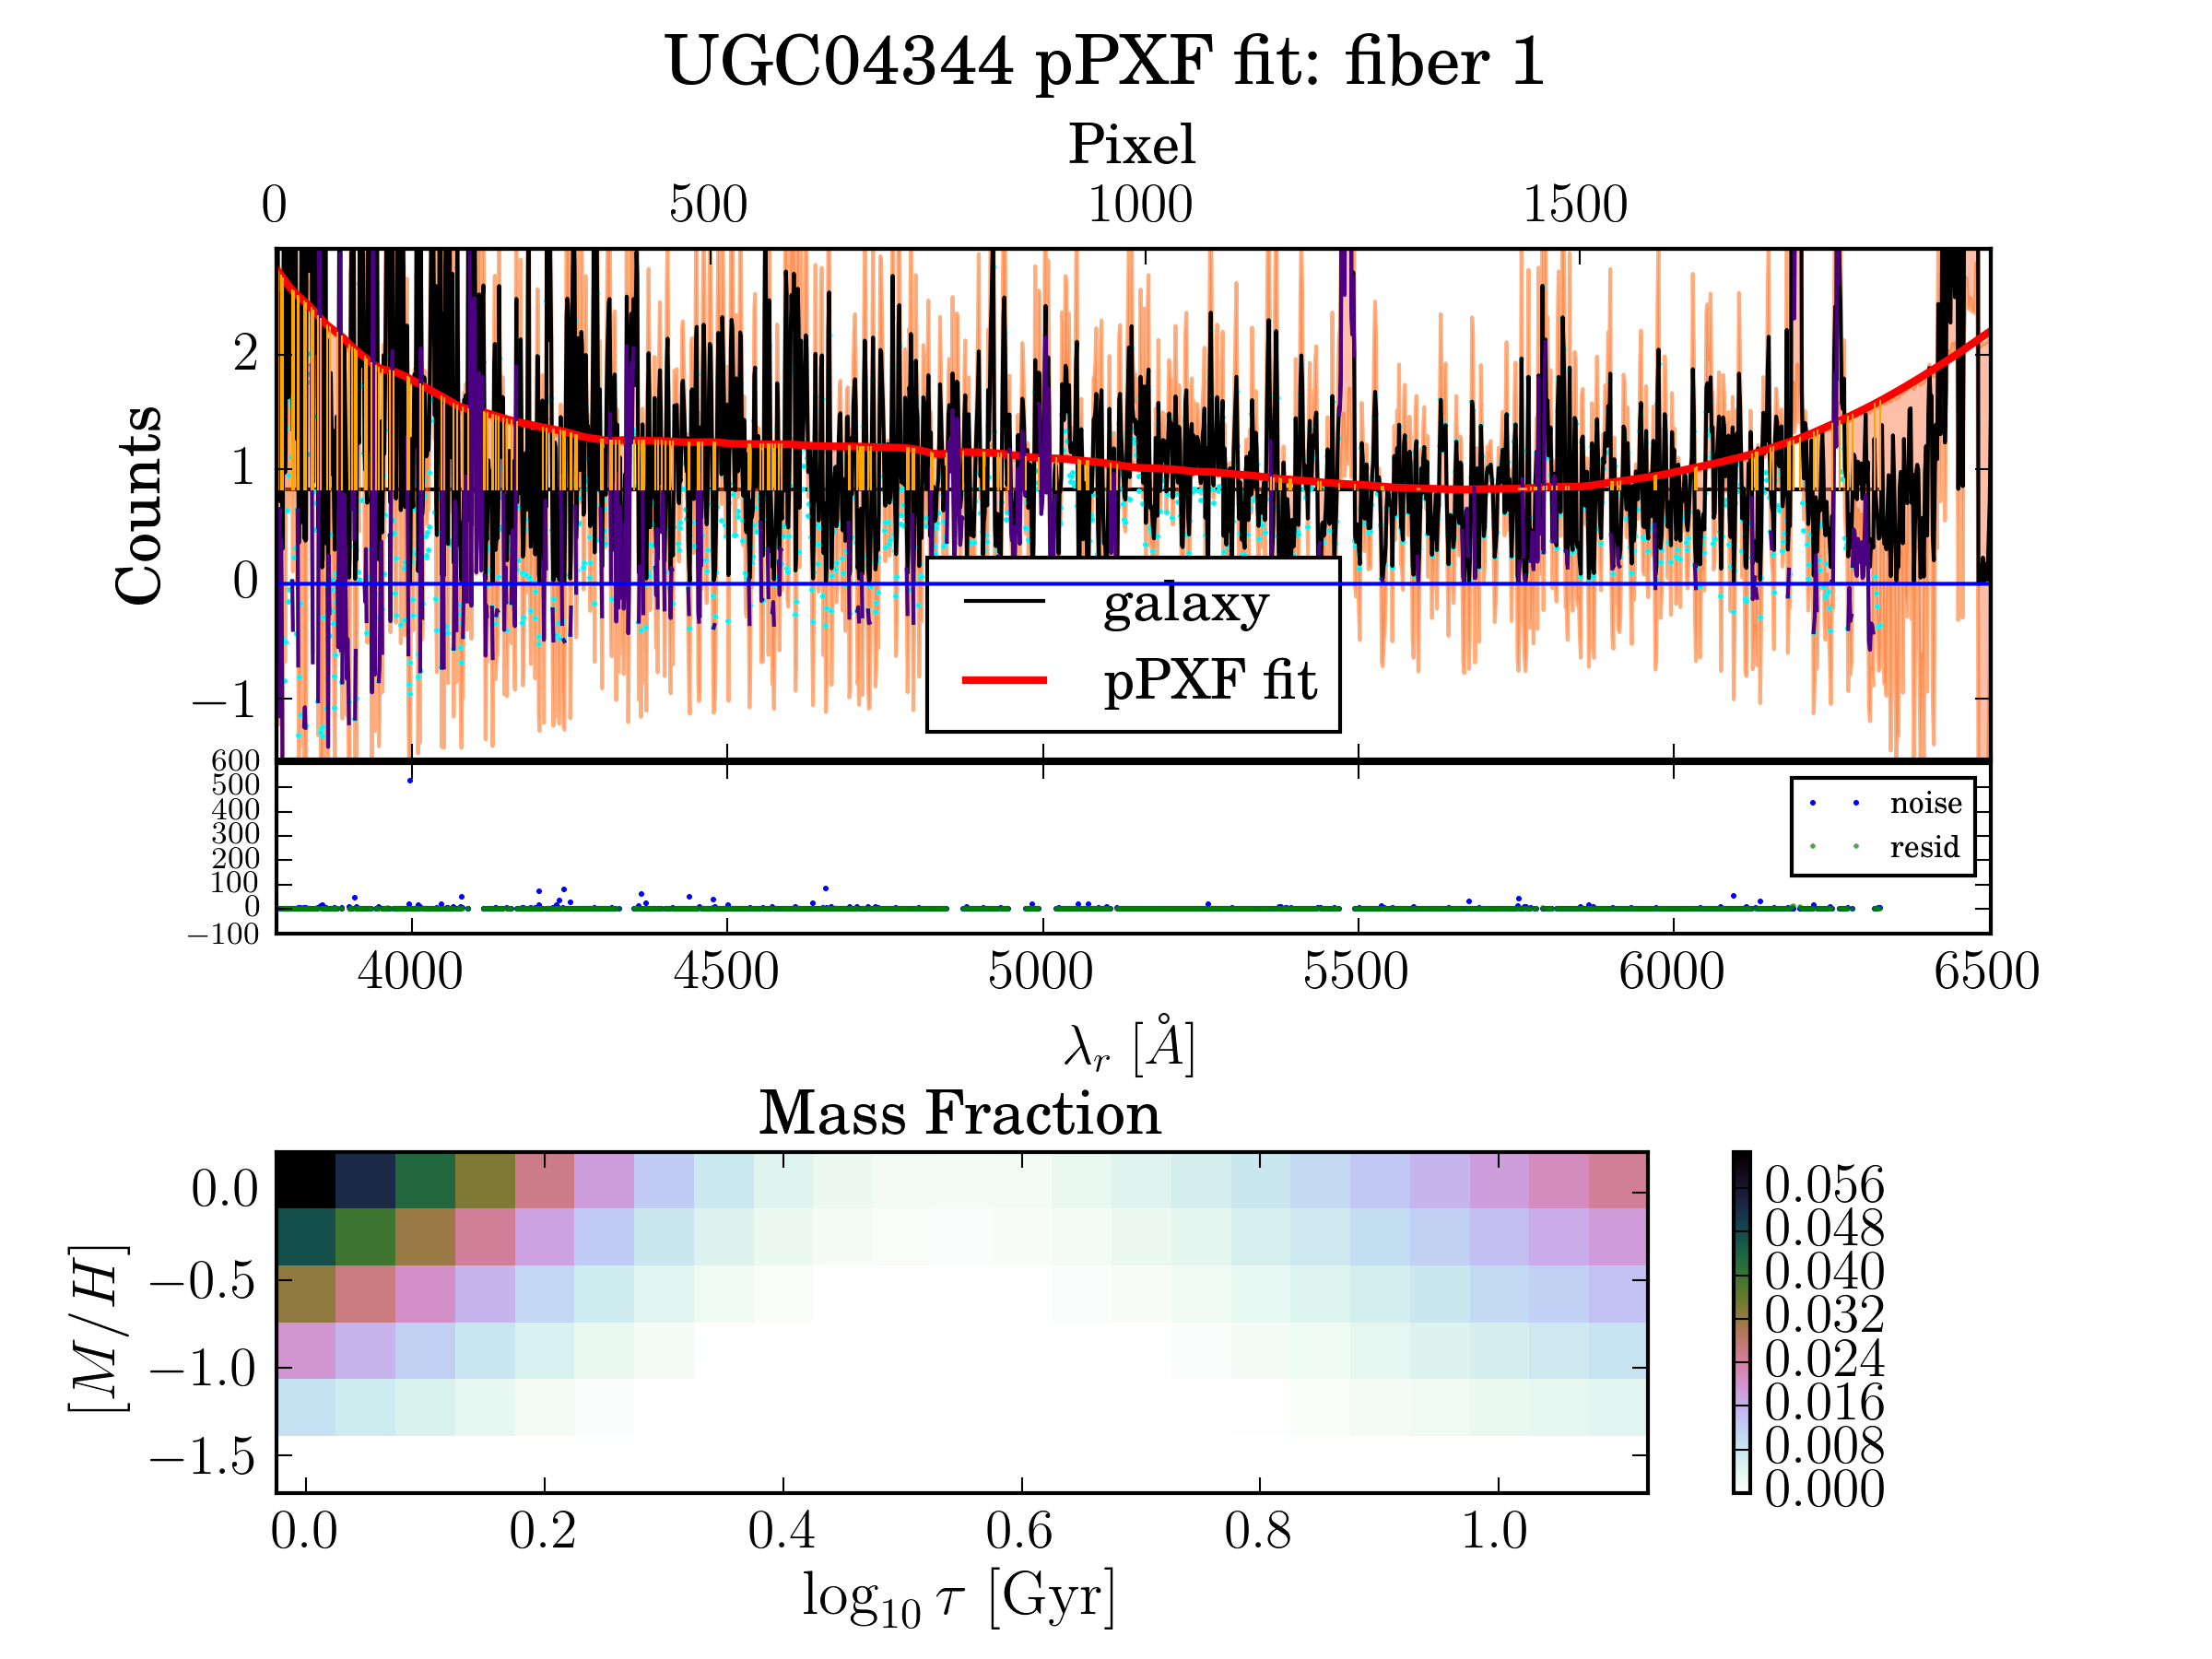 UGC04344 pPXF fit: fiber 1
Pixel
0 500 1000 1500
Counts
2
1
0
−1
galaxy
pPXF fit
600
500
400
300
200
100
0
−100
noise
resid
4000 4500 5000 5500 6000 6500
λr [Å]
Mass Fraction
[M/H]
0.0
−0.5
−1.0
−1.5
0.056
0.048
0.040
0.032
0.024
0.016
0.008
0.000
0.0 0.2 0.4 0.6 0.8 1.0
log10 τ [Gyr]